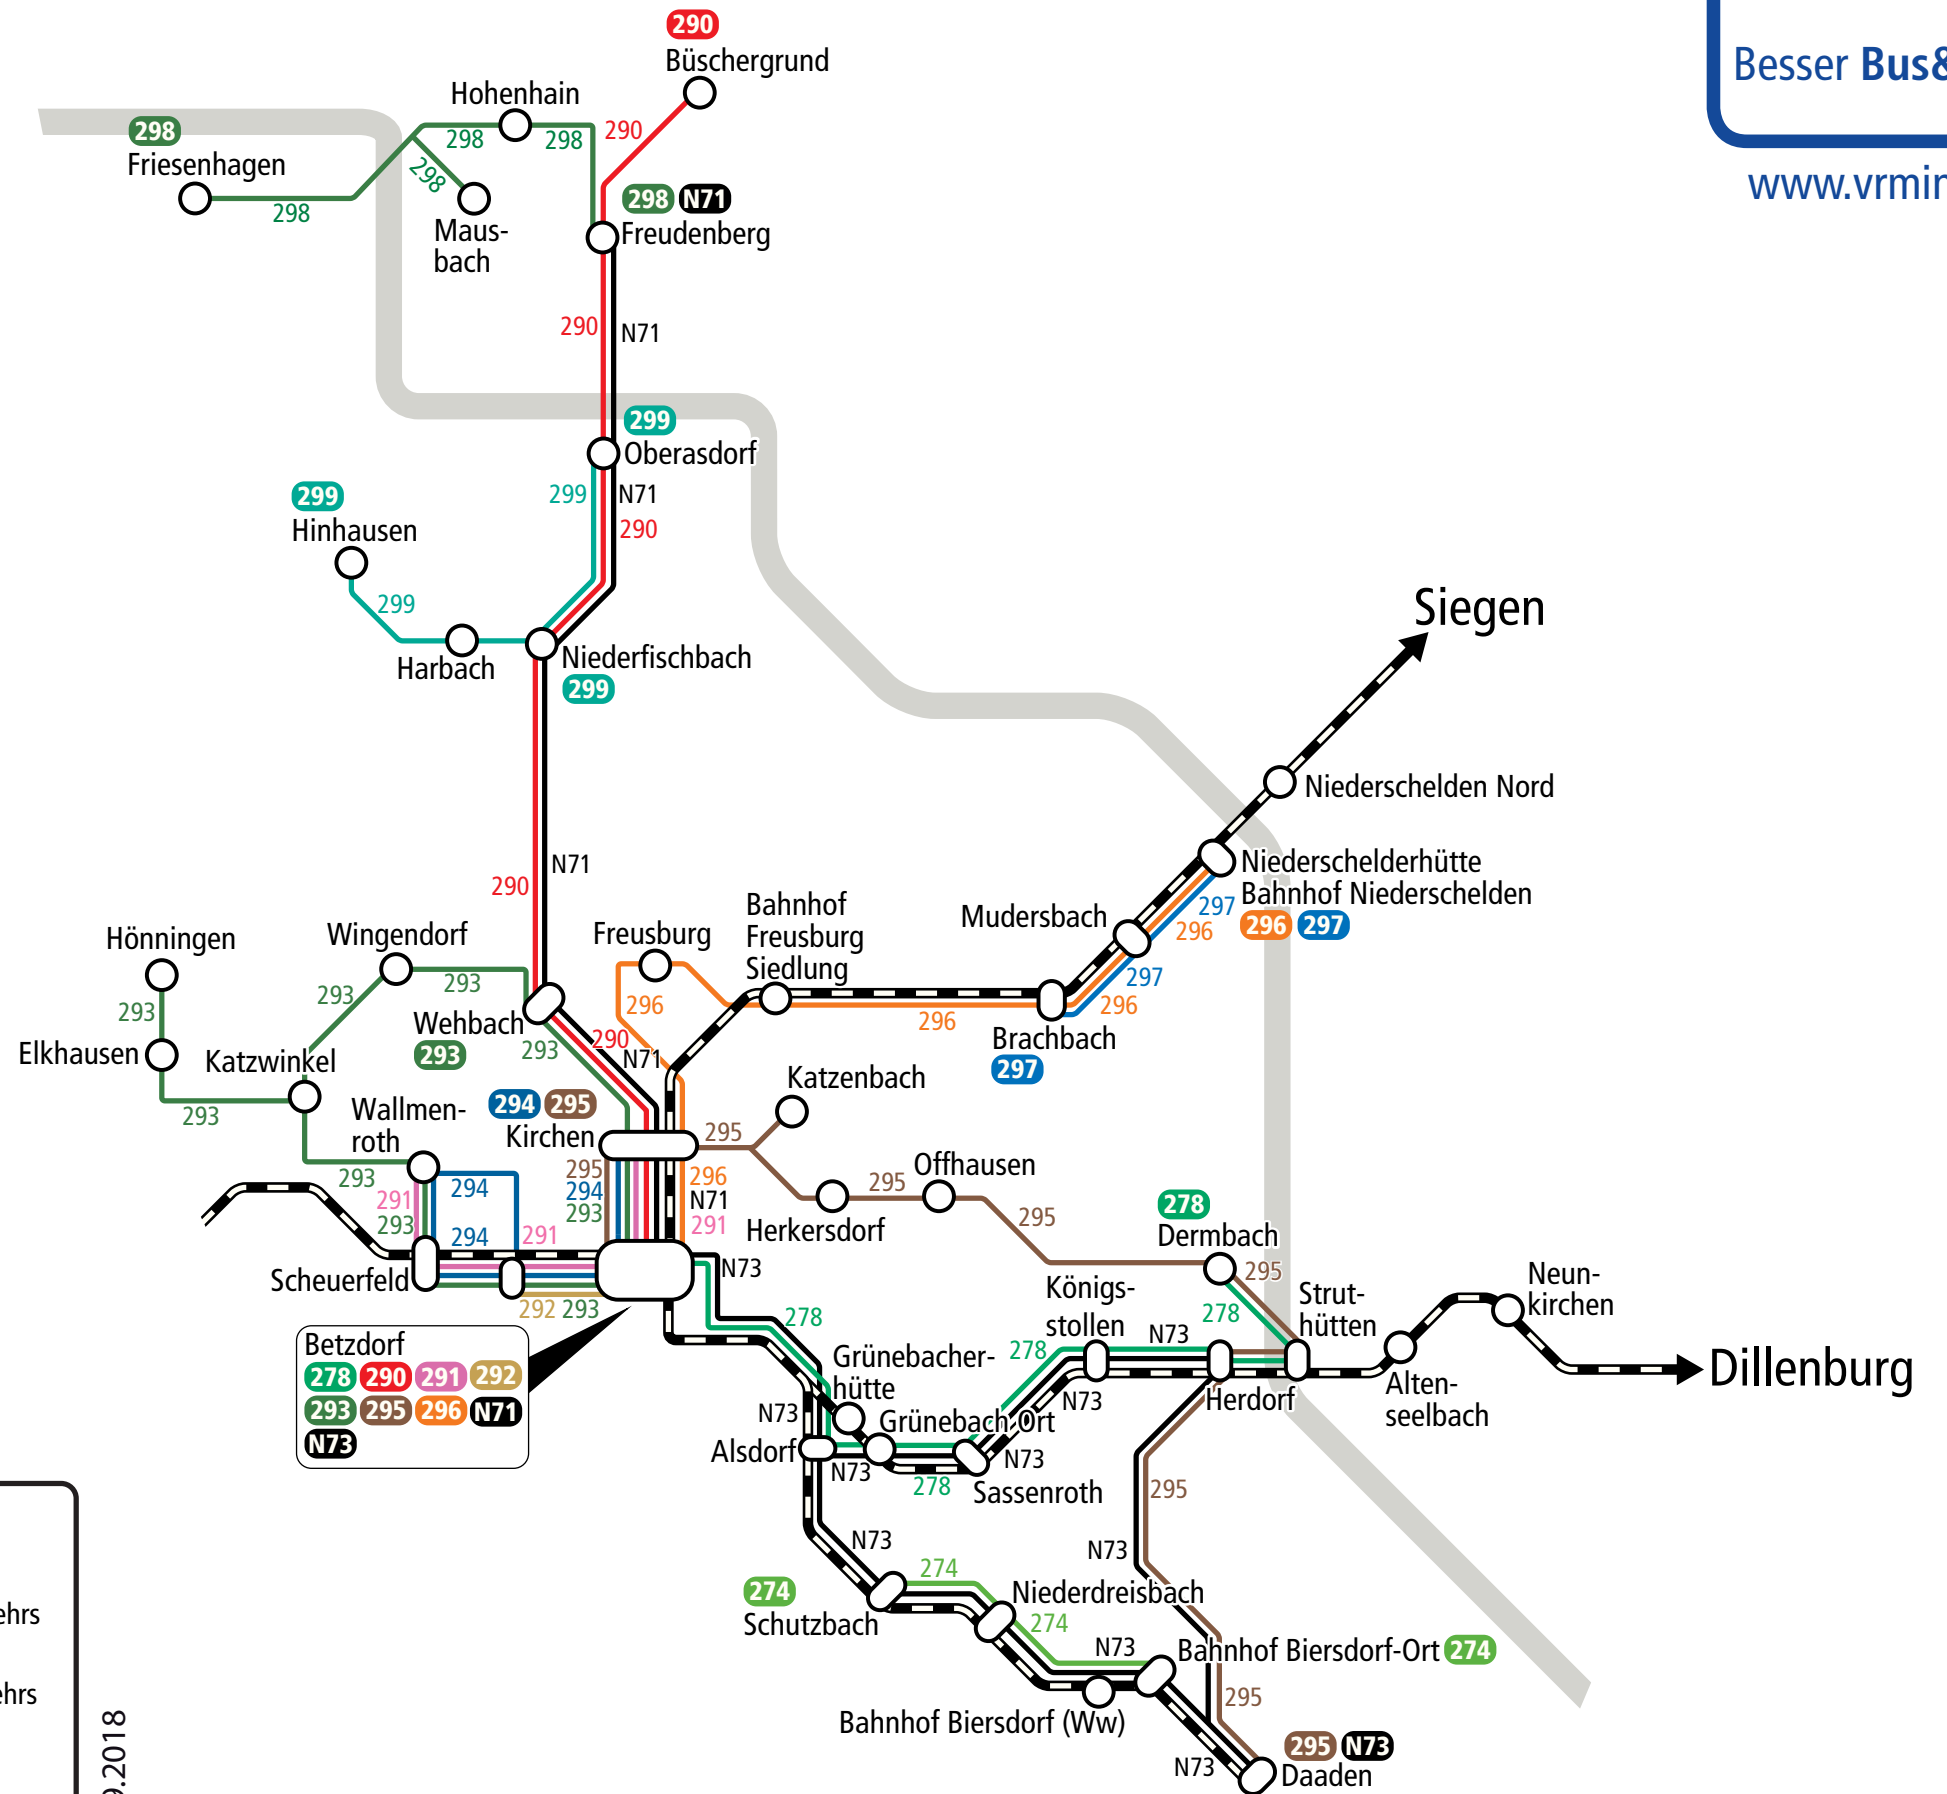 290
Büschergrund
Besser Bus&
www.vrmin
Hohenhain
298
298
298
290
Friesenhagen
298
298
Maus-
bach
298 N71
Freudenberg
290
N71
299
Oberasdorf
299
N71
290
299
Hinhausen
299
Harbach
Niederfischbach
299
Siegen
Niederschelden Nord
290
N71
Niederschelderhütte
Bahnhof Niederschelden
296 297
297
296
Mudersbach
297
296
Bahnhof
Freusburg
Siedlung
296
Brachbach
297
Freusburg
296
Hönningen
293
Elkhausen
293
Wingendorf
293
293
Katzwinkel
Wehbach
293
293
290
N71
Wallmen-
roth
293
291
293
294
294
291
294 295
Kirchen
295
294
293
296
N71
291
295
Katzenbach
Herkersdorf
295
Offhausen
295
278
Dermbach
295
278
Strut-
hütten
Neun-
kirchen
Alten-
seelbach
Dillenburg
Scheuerfeld
292 293
Betzdorf
278 290 291 292
293 295 296 N71
N73
N73
278
Grünebacher-
hütte
Königs-
stollen
278
N73
N73
Herdorf
N73
Alsdorf
N73
Grünebach Ort
278
N73
Sassenroth
295
N73
N73
274
274
Schutzbach
Niederdreisbach
274
N73
Bahnhof Biersdorf-Ort 274
Bahnhof Biersdorf (Ww)
295
N73
295 N73
Daaden
ehrs
ehrs
9.2018